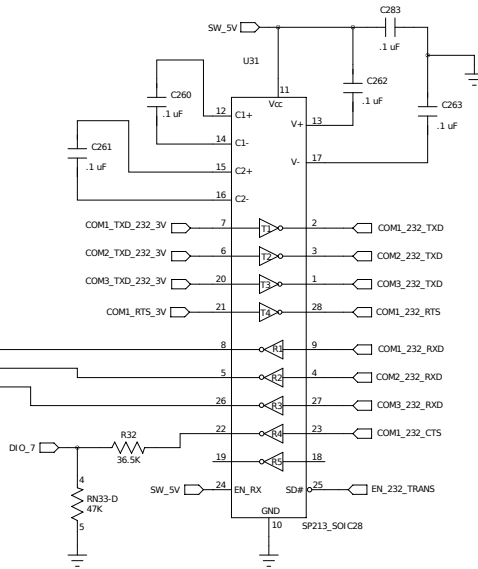 C283
SW_5V
.1 uF
U31
11
Vcc
C260
.1 uF
C262
.1 uF
C263
.1 uF
12
C1+
V+
13
C261
.1 uF
14
C1-
15
C2+
V-
17
16
C2-
COM1_TXD_232_3V
7
T1
2
COM1_232_TXD
COM2_TXD_232_3V
6
T2
3
COM2_232_TXD
COM3_TXD_232_3V
20
T3
1
COM3_232_TXD
COM1_RTS_3V
21
T4
28
COM1_232_RTS
8
R1
9
COM1_232_RXD
5
R2
4
COM2_232_RXD
26
R3
27
COM3_232_RXD
DIO_7
R32
36.5K
22
R4
23
COM1_232_CTS
19
R5
18
4
RN33-D
47K
5
SW_5V
24
EN_RX
SD#
25
EN_232_TRANS
GND
10
SP213_SOIC28